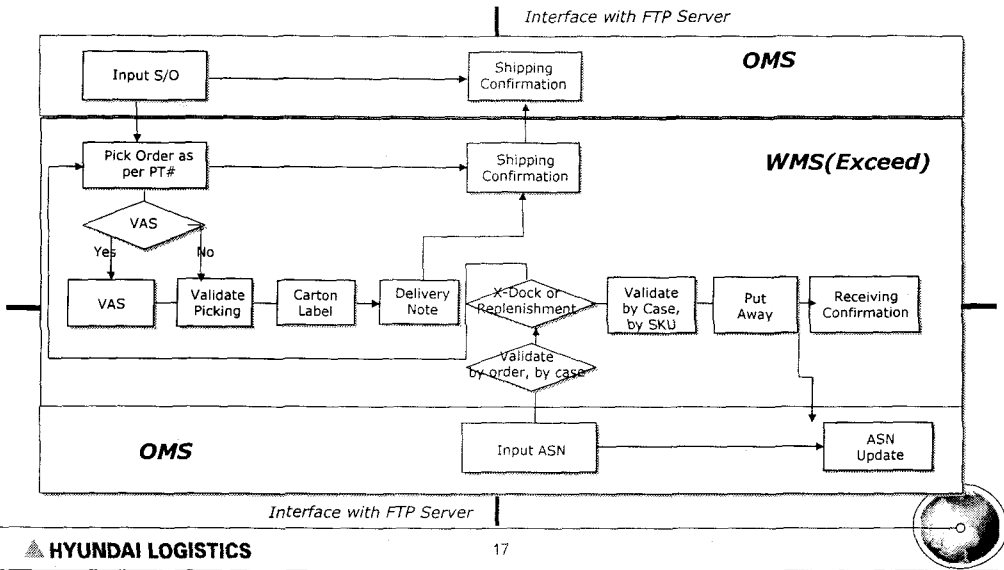 Interface with FTP Server
OMS
Input S/O
Shipping
Confirmation
Pick Order as
per PT#
Shipping
Confirmation
WMS(Exceed)
VAS
Yes
No
VAS
Validate
Picking
Carton
Label
Delivery
Note
X-Dock or
Replenishment
Validate
by Case,
by SKU
Put
Away
Receiving
Confirmation
Validate
by order, by case
OMS
Input ASN
ASN
Update
Interface with FTP Server
HYUNDAI LOGISTICS
17